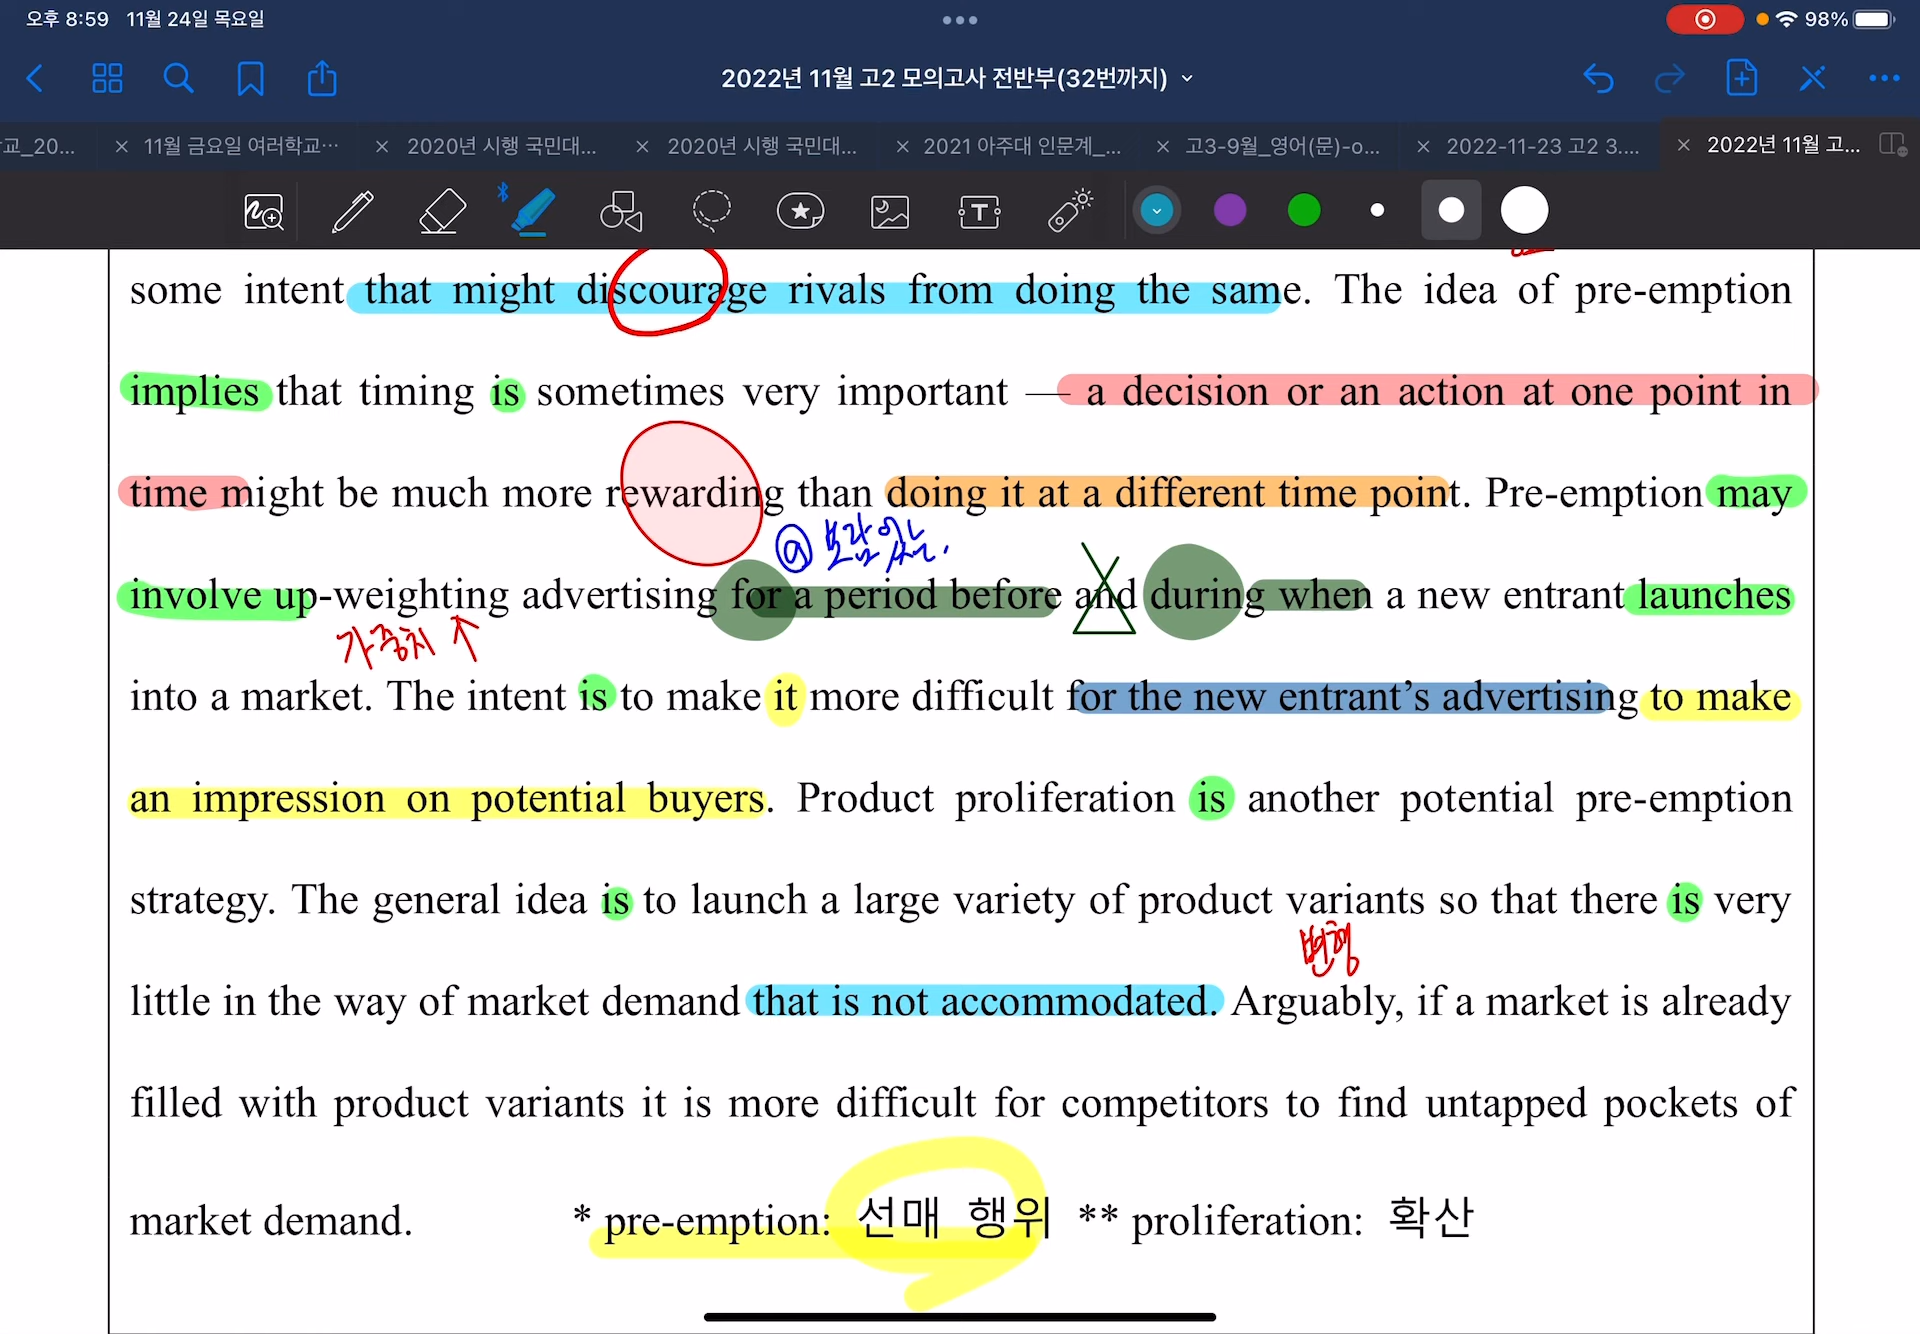 오후 8:59 11월 24일 목요일
98%
2022년 11월 고2 모의고사 전반부(32번까지)
교_20... 11월 금요일 여러학교... 2020년 시행 국민대... 2020년 시행 국민대... 2021 아주대 인문계_... 고3-9월_영어(문)-o... 2022-11-23 고2 3.... 2022년 11월 고...
some intent that might discourage rivals from doing the same. The idea of pre-emption
implies that timing is sometimes very important — a decision or an action at one point in
time might be much more rewarding than doing it at a different time point. Pre-emption may
ⓐ 보람있는.
involve up-weighting advertising for a period before and during when a new entrant launches
가중치 ↑
into a market. The intent is to make it more difficult for the new entrant’s advertising to make
an impression on potential buyers. Product proliferation is another potential pre-emption
strategy. The general idea is to launch a large variety of product variants so that there is very
변형
little in the way of market demand that is not accommodated. Arguably, if a market is already
filled with product variants it is more difficult for competitors to find untapped pockets of
market demand. * pre-emption: 선매 행위 ** proliferation: 확산